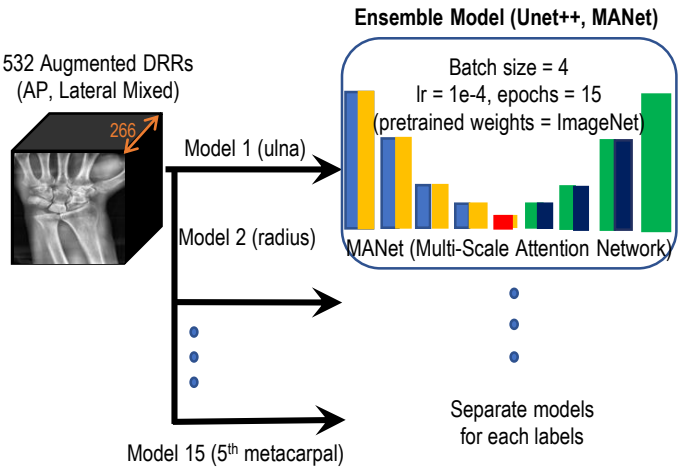 Ensemble Model (Unet++, MANet)
532 Augmented DRRs
(AP, Lateral Mixed)
266
Batch size = 4
lr = 1e-4, epochs = 15
(pretrained weights = ImageNet)
Model 1 (ulna)
Model 2 (radius)
MANet (Multi-Scale Attention Network)
Separate models
for each labels
Model 15 (5th metacarpal)